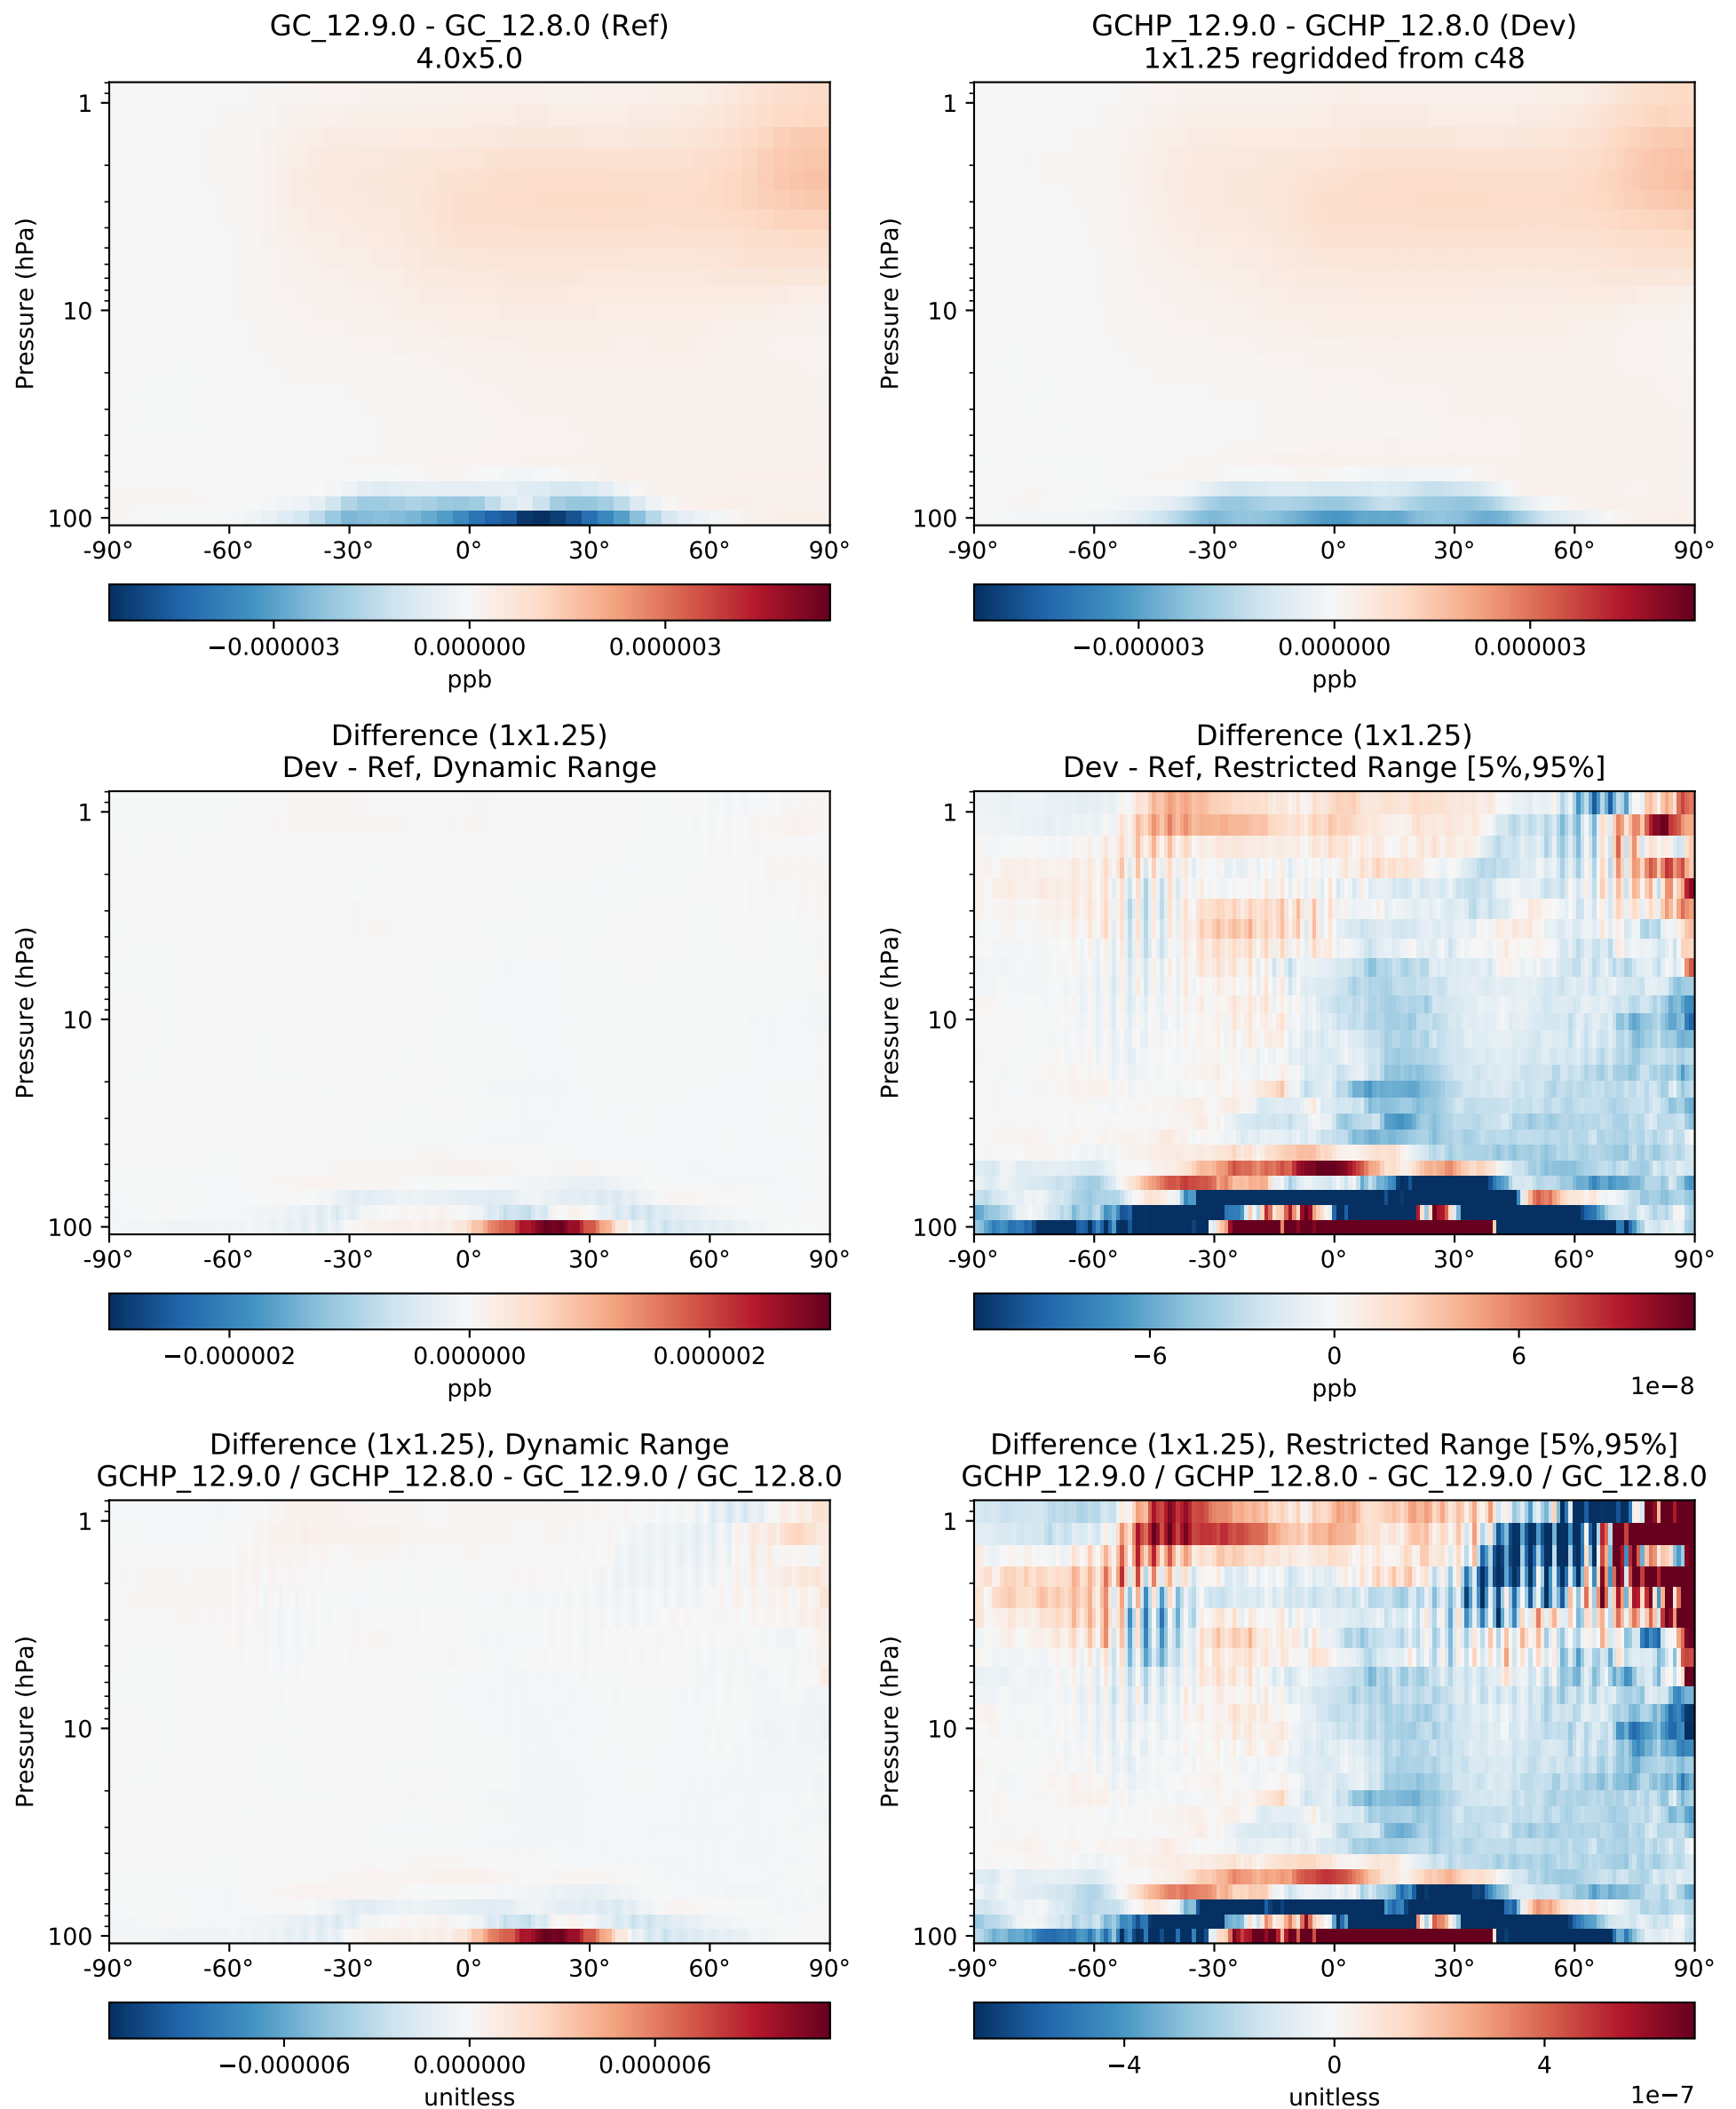 GC_12.9.0 - GC_12.8.0 (Ref)
4.0x5.0
Pressure (hPa)
1
10
100
-90° -60° -30° 0° 30° 60° 90°
−0.000003 0.000000 0.000003
ppb
GCHP_12.9.0 - GCHP_12.8.0 (Dev)
1x1.25 regridded from c48
Pressure (hPa)
1
10
100
-90° -60° -30° 0° 30° 60° 90°
−0.000003 0.000000 0.000003
ppb
Difference (1x1.25)
Dev - Ref, Dynamic Range
Pressure (hPa)
1
10
100
-90° -60° -30° 0° 30° 60° 90°
−0.000002 0.000000 0.000002
ppb
Difference (1x1.25)
Dev - Ref, Restricted Range [5%,95%]
Pressure (hPa)
1
10
100
-90° -60° -30° 0° 30° 60° 90°
−6 0 6
ppb
1e−8
Difference (1x1.25), Dynamic Range
GCHP_12.9.0 / GCHP_12.8.0 - GC_12.9.0 / GC_12.8.0
Pressure (hPa)
1
10
100
-90° -60° -30° 0° 30° 60° 90°
−0.000006 0.000000 0.000006
unitless
Difference (1x1.25), Restricted Range [5%,95%]
GCHP_12.9.0 / GCHP_12.8.0 - GC_12.9.0 / GC_12.8.0
Pressure (hPa)
1
10
100
-90° -60° -30° 0° 30° 60° 90°
−4 0 4
unitless
1e−7